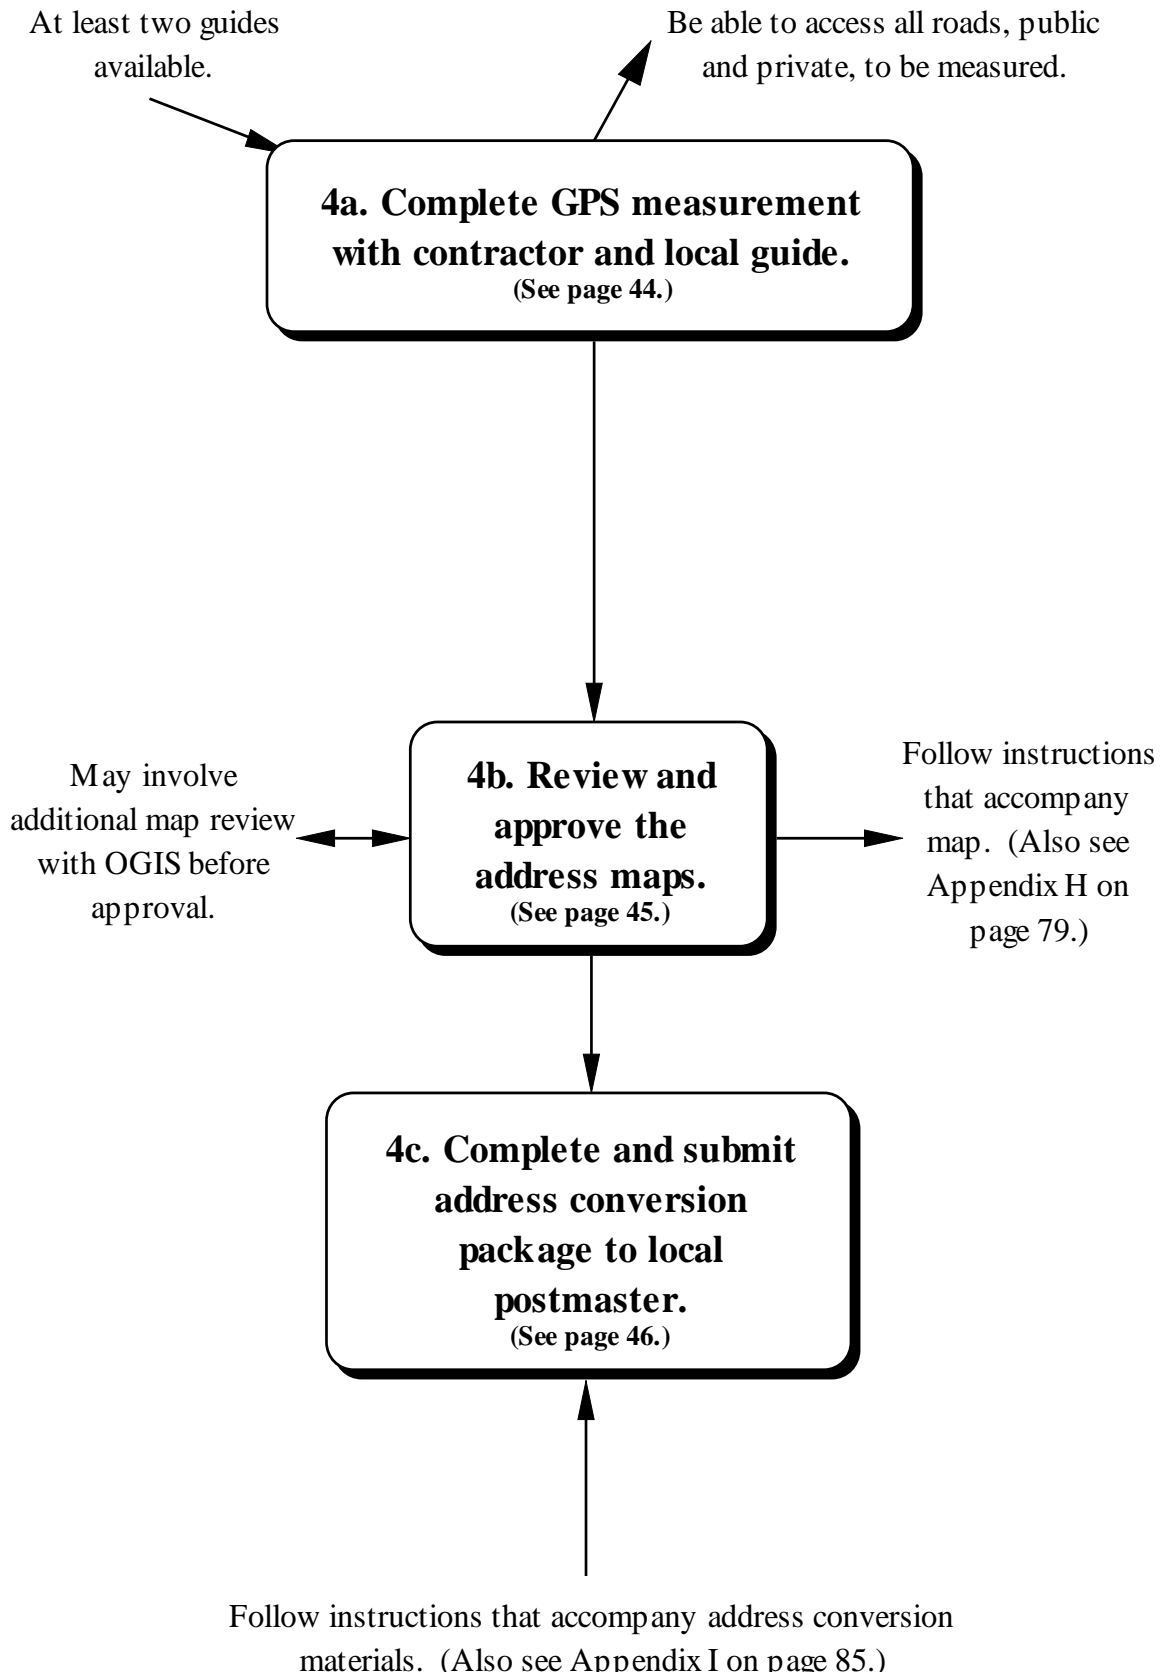 At least two guides
available.
Be able to access all roads, public
and private, to be measured.
4a. Complete GPS measurement
with contractor and local guide.
(See page 44.)
May involve
additional map review
with OGIS before
approval.
4b. Review and
approve the
address maps.
(See page 45.)
Follow instructions
that accompany
map. (Also see
Appendix H on
page 79.)
4c. Complete and submit
address conversion
package to local
postmaster.
(See page 46.)
Follow instructions that accompany address conversion
materials. (Also see Appendix I on page 85.)